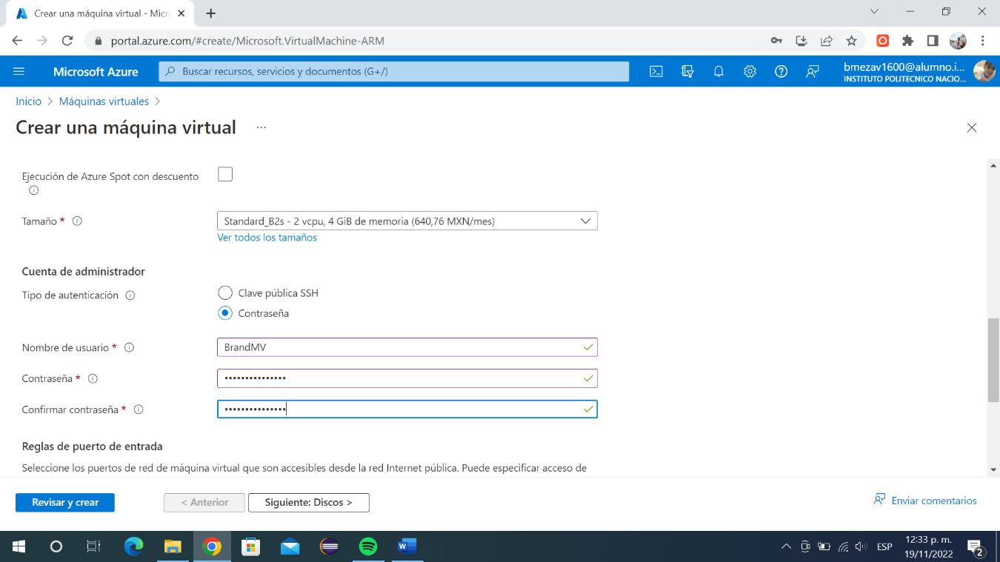 Crear una máquina virtual - Micr
portal.azure.com/#create/Microsoft.VirtualMachine-ARM
Microsoft Azure
Buscar recursos, servicios y documentos (G+/)
bmezav1600@alumno.i...
INSTITUTO POLITECNICO NACIO...
Inicio > Máquinas virtuales >
Crear una máquina virtual ...
Ejecución de Azure Spot con descuento
Tamaño *
Standard_B2s - 2 vcpu, 4 GiB de memoria (640,76 MXN/mes)
Ver todos los tamaños
Cuenta de administrador
Tipo de autenticación
Clave pública SSH
Contraseña
Nombre de usuario *
BrandMV
Contraseña *
•••••••••••••••
Confirmar contraseña *
•••••••••••••••
Reglas de puerto de entrada
Seleccione los puertos de red de máquina virtual que son accesibles desde la red Internet pública. Puede especificar acceso de
Revisar y crear
< Anterior
Siguiente: Discos >
Enviar comentarios
ESP
12:33 p. m.
19/11/2022
2